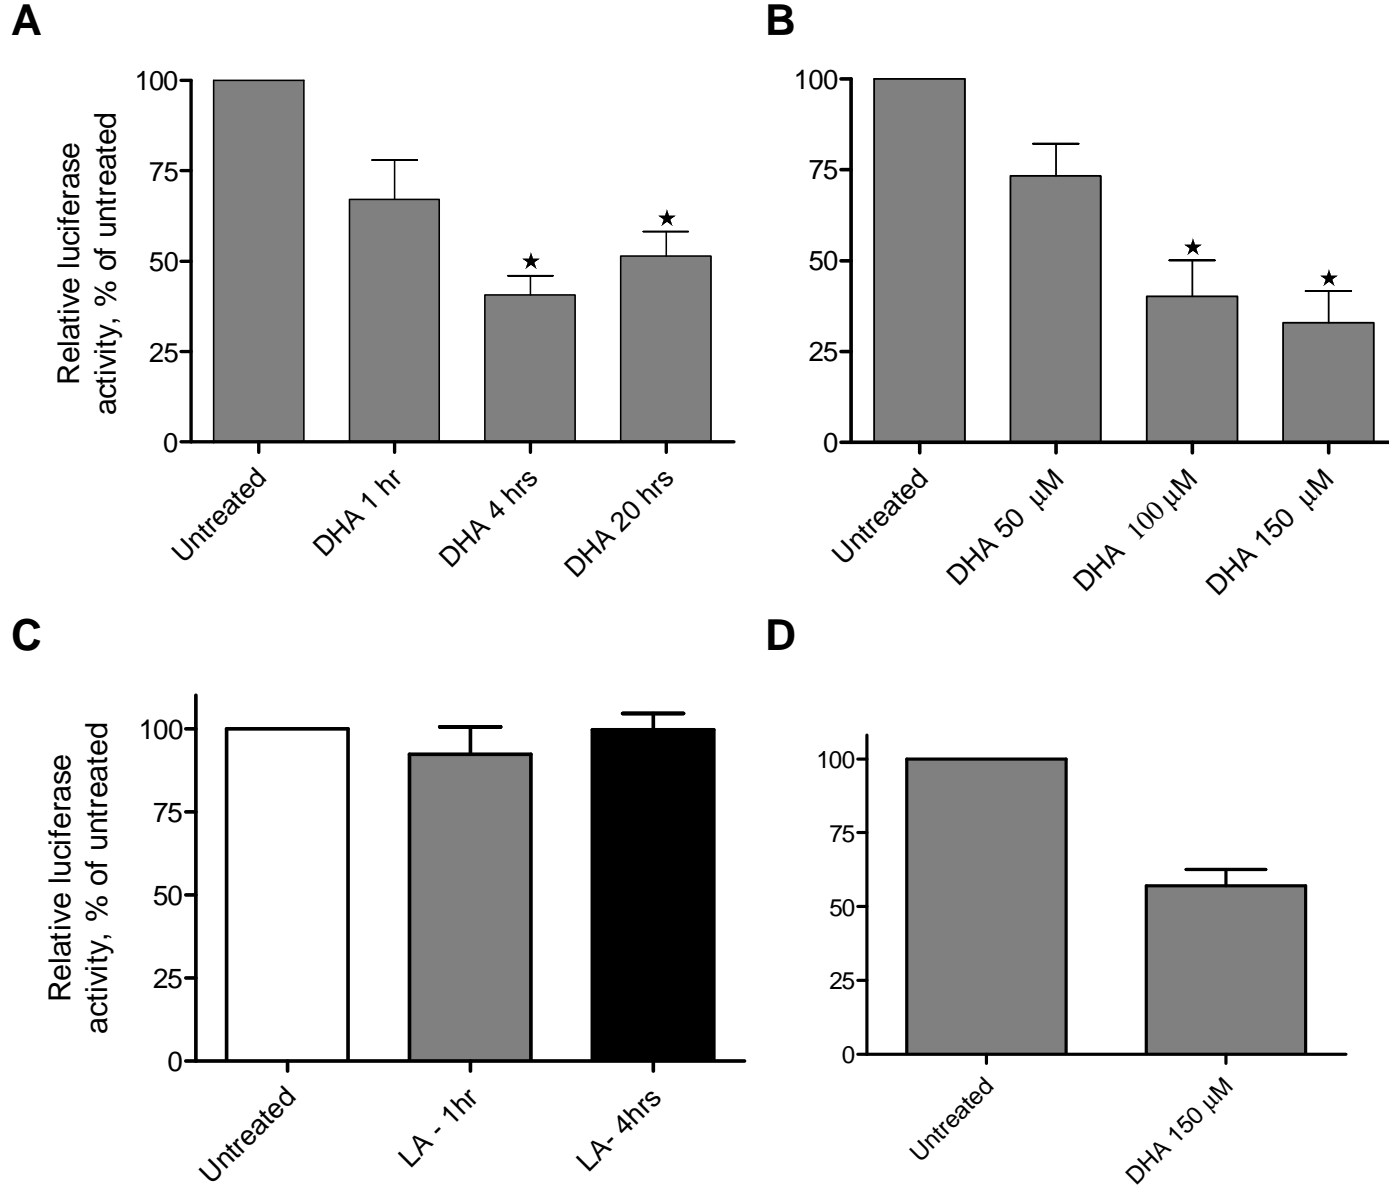 A
Relative luciferase
activity, % of untreated
100
75
50
25
0
★
★
Untreated
DHA 1 hr
DHA 4 hrs
DHA 20 hrs
B
100
75
50
25
0
★
★
Untreated
DHA 50 μM
DHA 100 μM
DHA 150 μM
C
Relative luciferase
activity, % of untreated
100
75
50
25
0
Untreated
LA - 1hr
LA- 4hrs
D
100
75
50
25
0
Untreated
DHA 150 μM